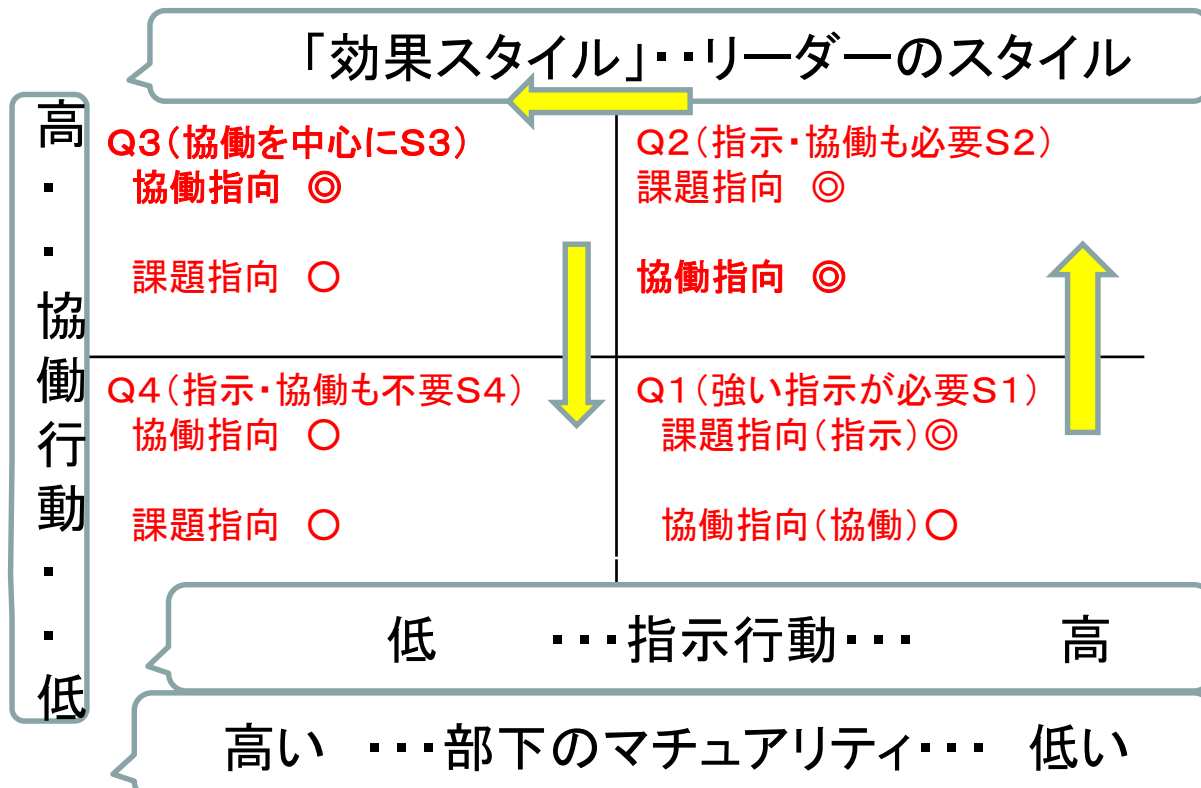 「効果スタイル」・・リーダーのスタイル
高・・協働行動・・低
Q3(協働を中心にS3)
協働指向 ◎
課題指向 ○
Q2(指示・協働も必要S2)
課題指向 ◎
協働指向 ◎
Q4(指示・協働も不要S4)
協働指向 ○
課題指向 ○
Q1(強い指示が必要S1)
課題指向(指示)◎
協働指向(協働)○
低 ・・・指示行動・・・ 高
高い ・・・部下のマチュアリティ・・・ 低い